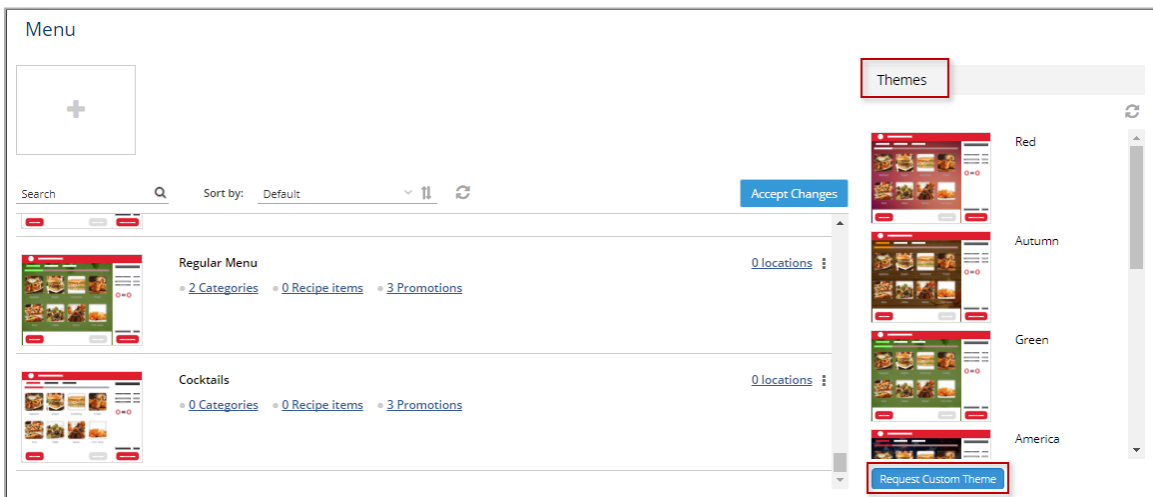 Menu
Themes
Search
Sort by:
Default
Accept Changes
Red
Autumn
Regular Menu
0 locations
2 Categories
0 Recipe items
3 Promotions
Green
Cocktails
0 locations
0 Categories
0 Recipe items
3 Promotions
America
Request Custom Theme